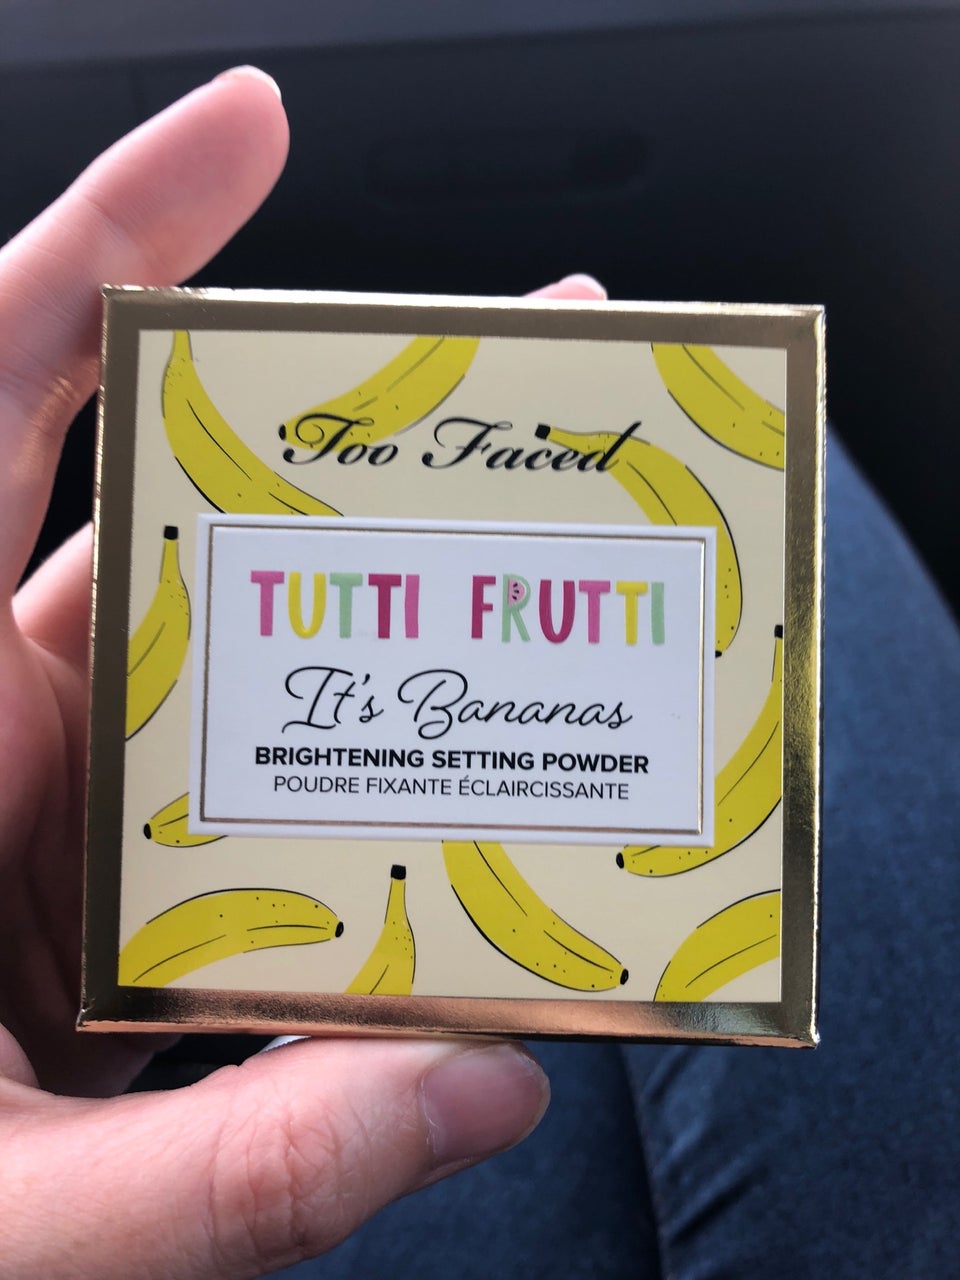 Too Faced
TUTTI FRUTTI
It's Bananas
BRIGHTENING SETTING POWDER
POUDRE FIXANTE ÉCLAIRCISSANTE